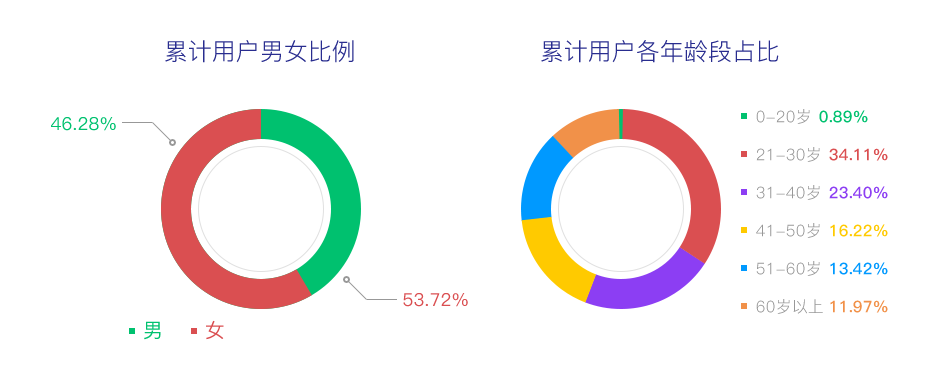 累计用户男女比例
46.28%
53.72%
男
女
累计用户各年龄段占比
0-20岁 0.89%
21-30岁 34.11%
31-40岁 23.40%
41-50岁 16.22%
51-60岁 13.42%
60岁以上 11.97%